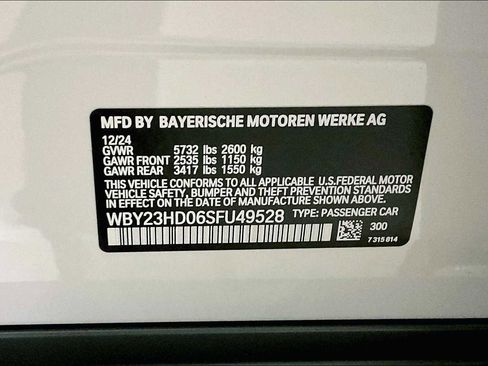 MFD BY BAYERISCHE MOTOREN WERKE AG
12/24
GVWR 5732 lbs 2600 kg
GAWR FRONT 2535 lbs 1150 kg
GAWR REAR 3417 lbs 1550 kg
THIS CONFORMS TO ALL APPLICABLE U.S.FEDERAL MOTOR
VEHICLE SAFETY, BUMPER AND THEFT PREVENTION STANDARDS
IN EFFECT ON THE DATE OF MANUFACTURE SHOWN ABOVE.
WBY23HD06SFU49528 TYPE: PASSENGER CAR
300
7 315 814